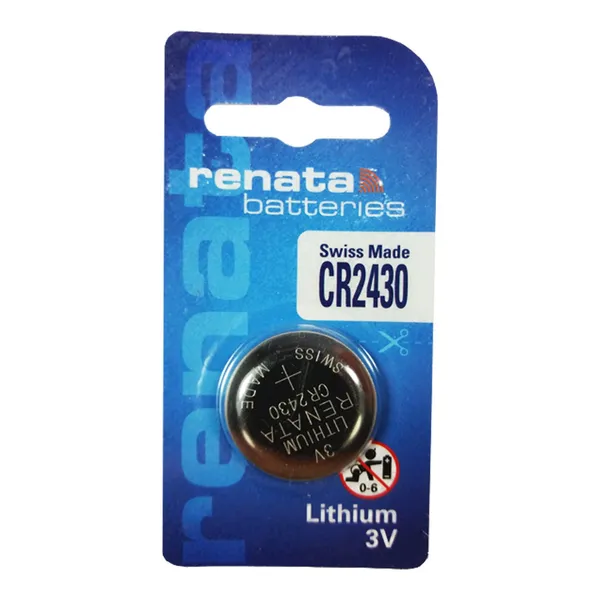 renata
renata
batteries
Swiss Made
CR2430
SWISS MADE
+
CR2430
RENATA
LITHIUM
3V
0-6
Lithium
3V